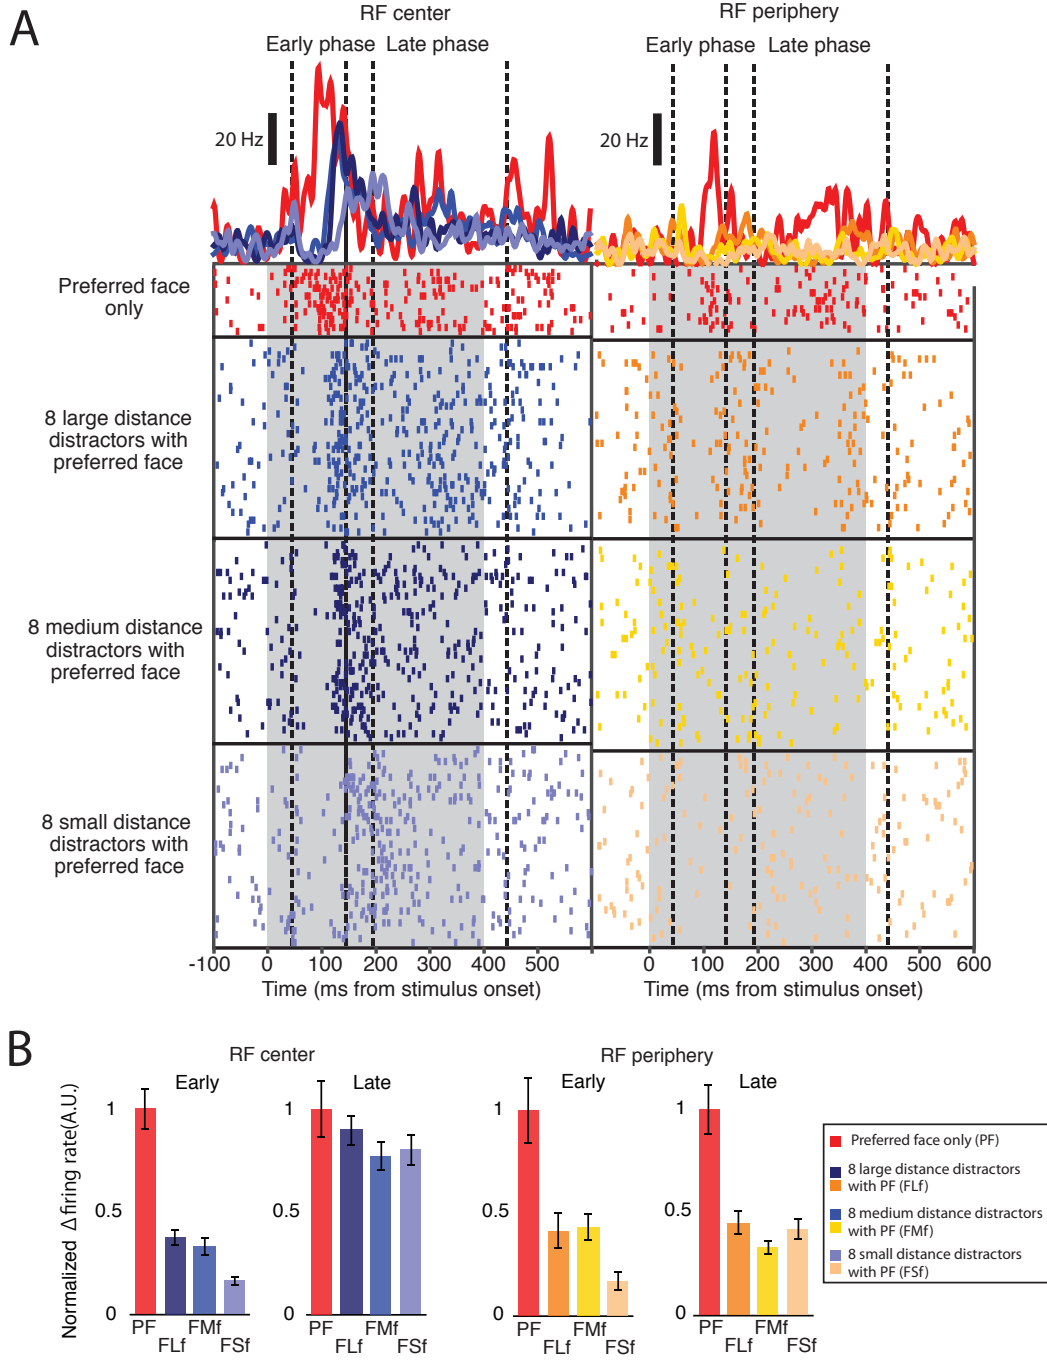 A
RF center
RF periphery
Early phase
Late phase
Early phase
Late phase
20 Hz
20 Hz
Preferred face
only
8 large distance
distractors with
preferred face
8 medium distance
distractors with
preferred face
8 small distance
distractors with
preferred face
-100 0 100 200 300 400 500
0 100 200 300 400 500 600
Time (ms from stimulus onset)
Time (ms from stimulus onset)
B
RF center
RF periphery
Early
Late
Early
Late
Normalized Δ firing rate(A.U.)
1
0.5
0
PF
FLf
FMf
FSf
1
0.5
0
PF
FLf
FMf
FSf
1
0.5
0
PF
FLf
FMf
FSf
1
0.5
0
PF
FLf
FMf
FSf
Preferred face only (PF)
8 large distance distractors
with PF (FLf)
8 medium distance distractors
with PF (FMf)
8 small distance distractors
with PF (FSf)